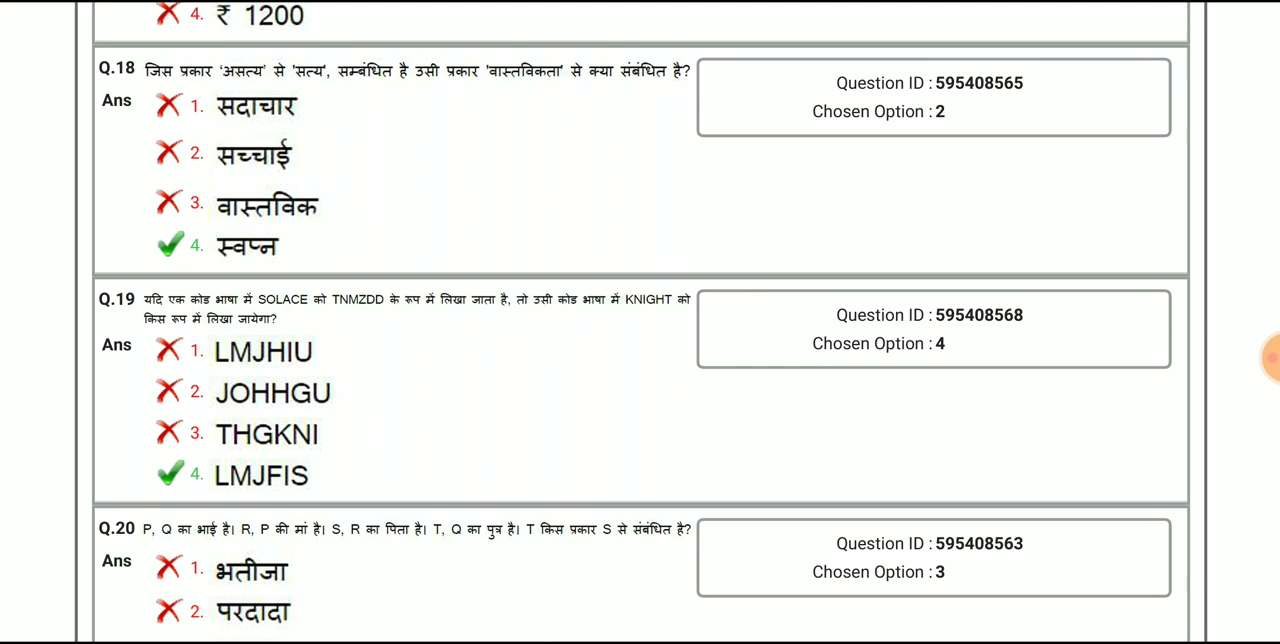 4. ₹ 1200
Q.18 जिस प्रकार 'असत्य' से 'सत्य', सम्बंधित है उसी प्रकार 'वास्तविकता' से क्या संबंधित है?
Question ID : 595408565
Chosen Option : 2
Ans 1. सदाचार
2. सच्चाई
3. वास्तविक
4. स्वप्न
Q.19 यदि एक कोड भाषा में SOLACE को TNMZDD के रूप में लिखा जाता है, तो उसी कोड भाषा में KNIGHT को
किस रूप में लिखा जायेगा?
Question ID : 595408568
Chosen Option : 4
Ans 1. LMJHIU
2. JOHHGU
3. THGKNI
4. LMJFIS
Q.20 P, Q का भाई है। R, P की मां है। S, R का पिता है। T, Q का पुत्र है। T किस प्रकार S से संबंधित है?
Question ID : 595408563
Chosen Option : 3
Ans 1. भतीजा
2. परदादा